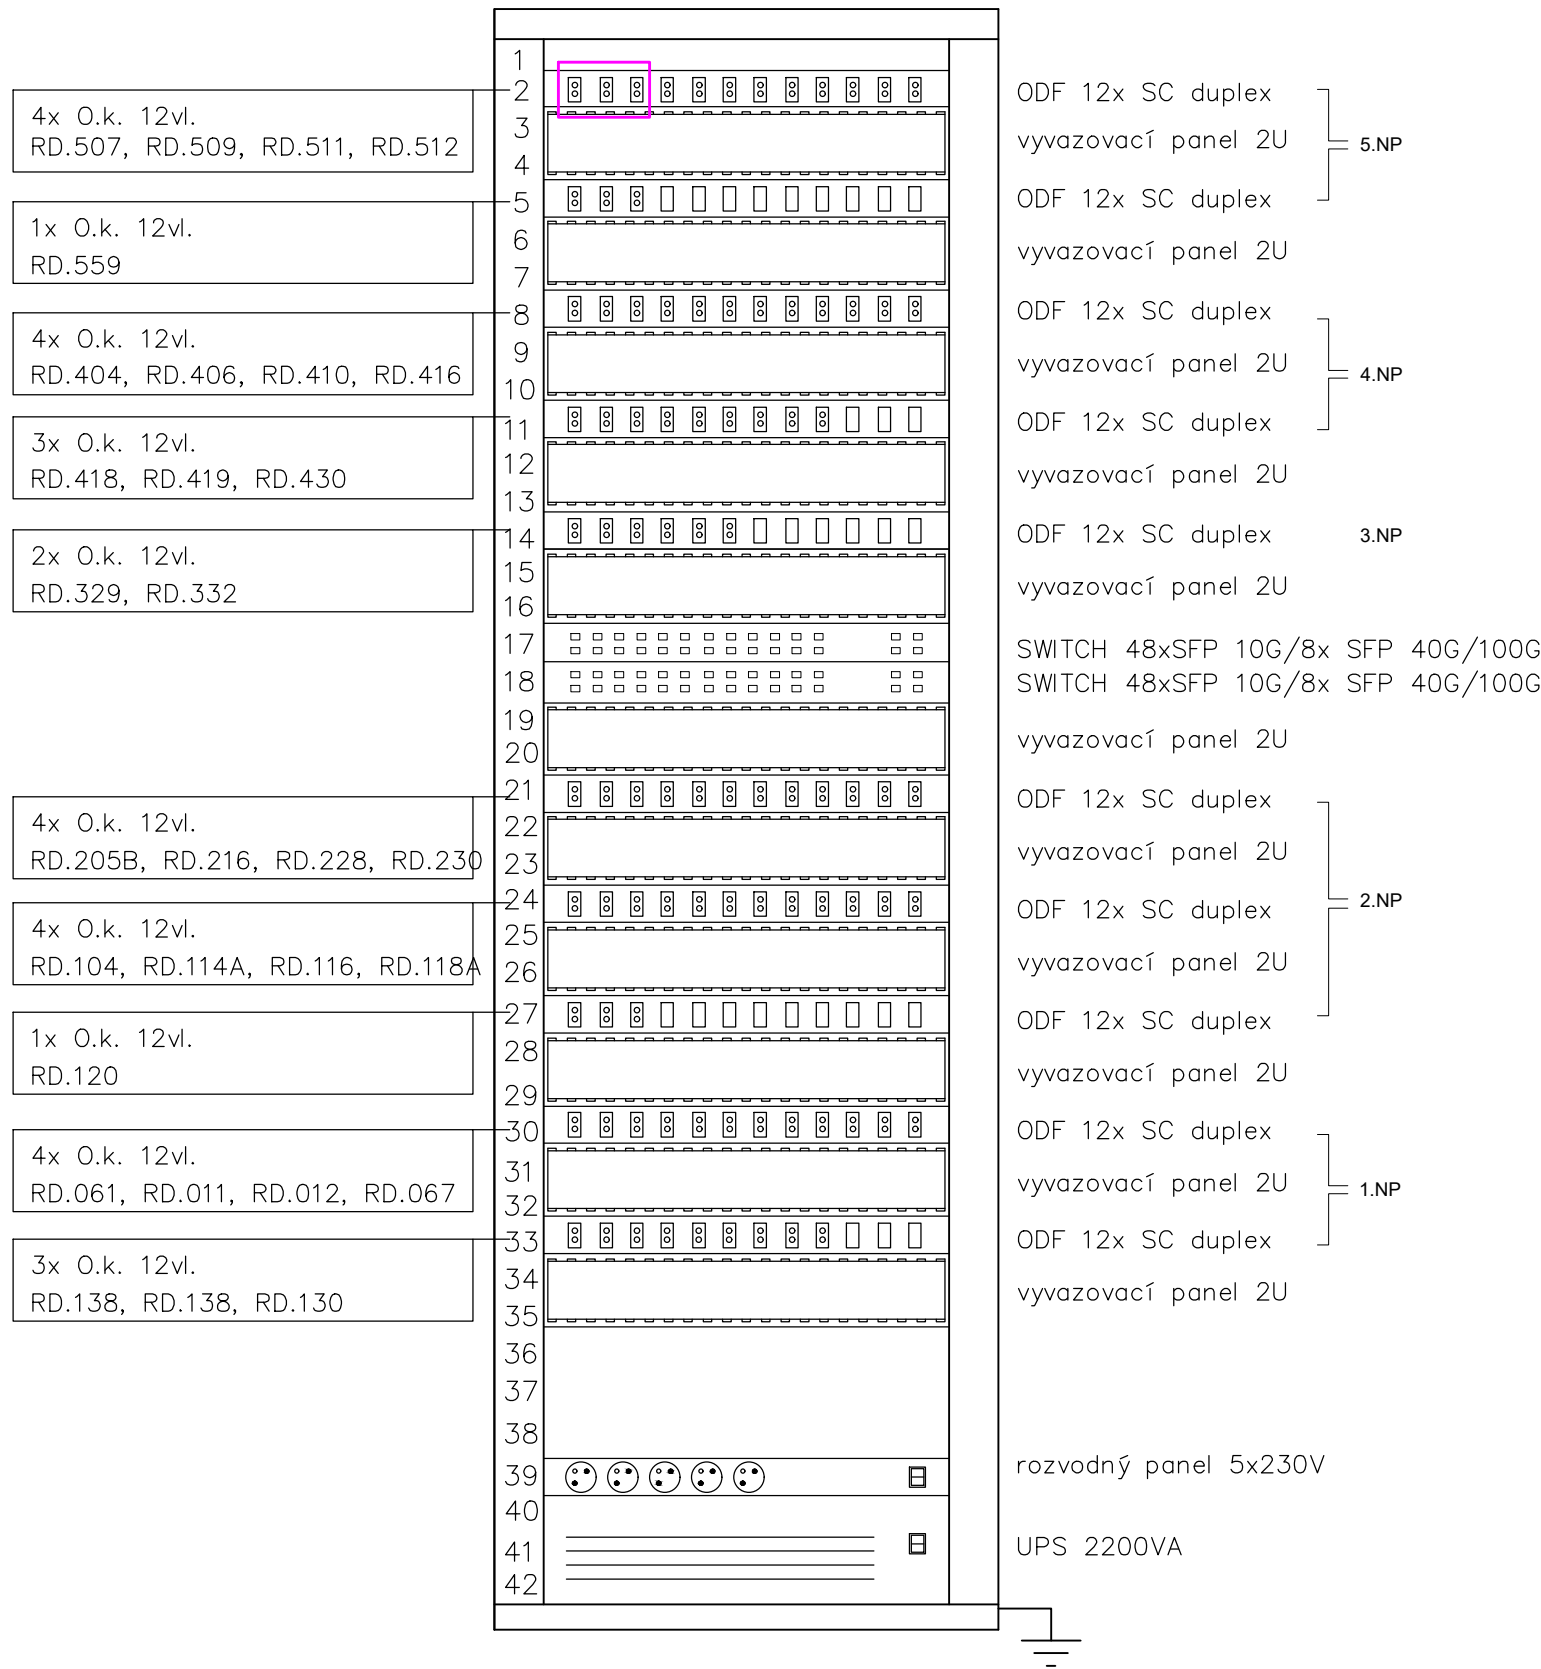 1
2
3
4
5
6
7
8
9
10
11
12
13
14
15
16
17
18
19
20
21
22
23
24
25
26
27
28
29
30
31
32
33
34
35
36
37
38
39
40
41
42
4x O.k. 12vl.
RD.507, RD.509, RD.511, RD.512
1x O.k. 12vl.
RD.559
4x O.k. 12vl.
RD.404, RD.406, RD.410, RD.416
3x O.k. 12vl.
RD.418, RD.419, RD.430
2x O.k. 12vl.
RD.329, RD.332
4x O.k. 12vl.
RD.205B, RD.216, RD.228, RD.230
4x O.k. 12vl.
RD.104, RD.114A, RD.116, RD.118A
1x O.k. 12vl.
RD.120
4x O.k. 12vl.
RD.061, RD.011, RD.012, RD.067
3x O.k. 12vl.
RD.138, RD.138, RD.130
ODF 12x SC duplex
vyvazovací panel 2U
5.NP
ODF 12x SC duplex
vyvazovací panel 2U
ODF 12x SC duplex
vyvazovací panel 2U
4.NP
ODF 12x SC duplex
vyvazovací panel 2U
ODF 12x SC duplex
3.NP
vyvazovací panel 2U
SWITCH 48xSFP 10G/8x SFP 40G/100G
SWITCH 48xSFP 10G/8x SFP 40G/100G
vyvazovací panel 2U
ODF 12x SC duplex
vyvazovací panel 2U
2.NP
ODF 12x SC duplex
vyvazovací panel 2U
ODF 12x SC duplex
vyvazovací panel 2U
ODF 12x SC duplex
vyvazovací panel 2U
1.NP
ODF 12x SC duplex
vyvazovací panel 2U
rozvodný panel 5x230V
UPS 2200VA